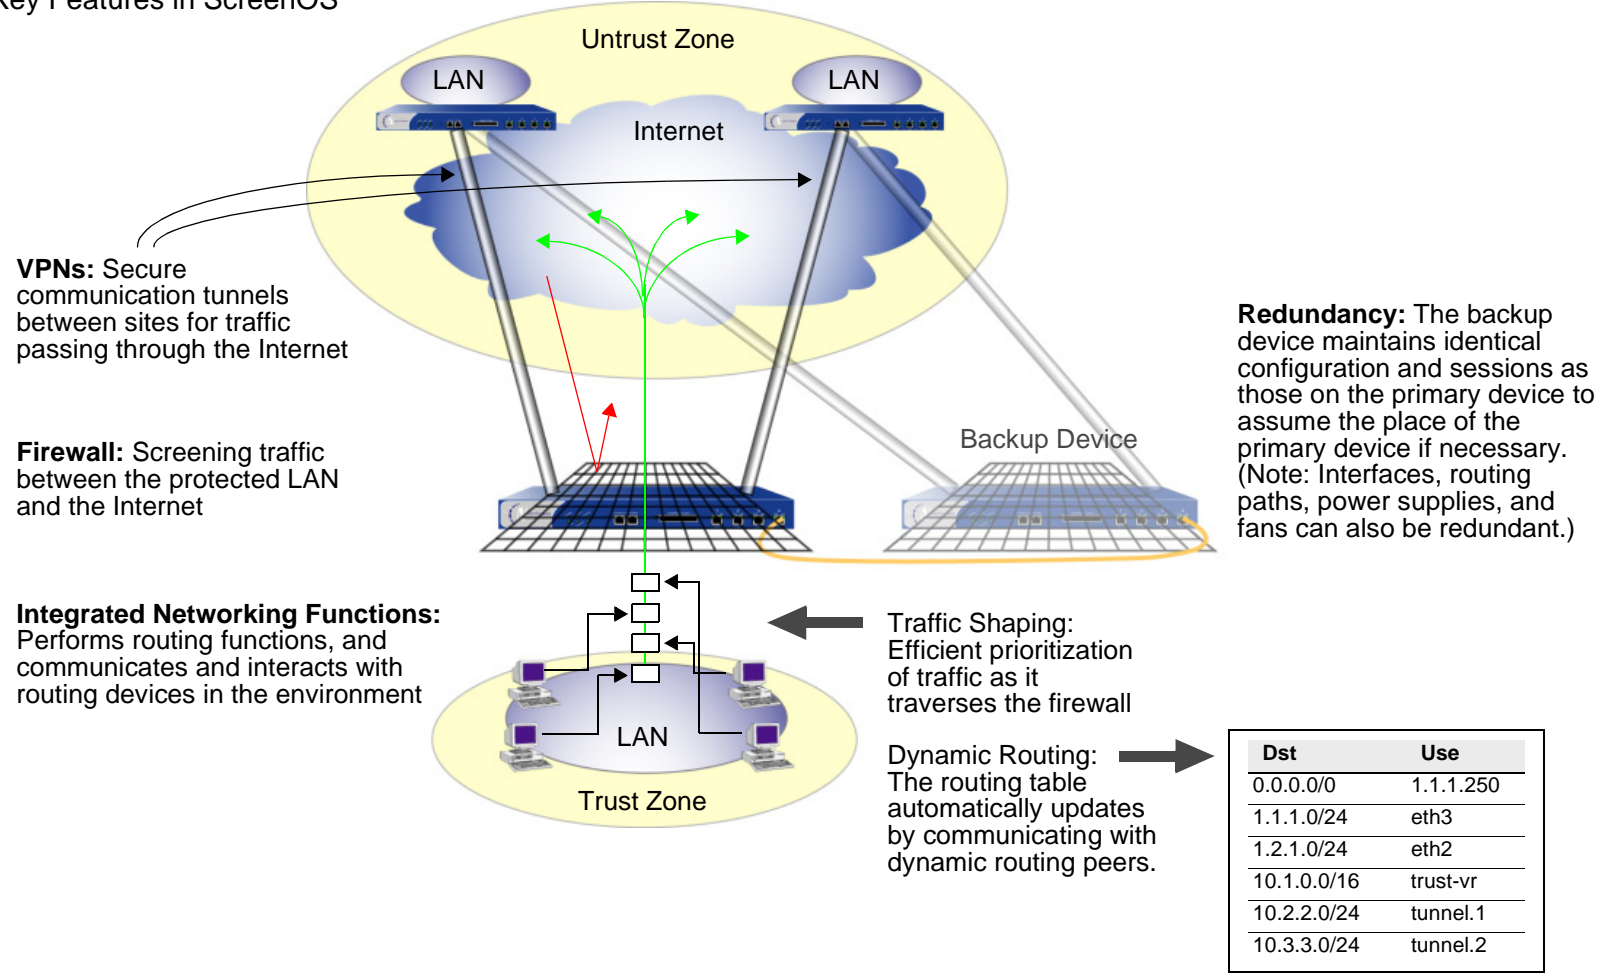 Key Features in ScreenOS
Untrust Zone
LAN
LAN
Internet
VPNs: Secure
communication tunnels
between sites for traffic
passing through the Internet
Redundancy: The backup
device maintains identical
configuration and sessions as
those on the primary device to
assume the place of the
primary device if necessary.
(Note: Interfaces, routing
paths, power supplies, and
fans can also be redundant.)
Firewall: Screening traffic
between the protected LAN
and the Internet
Backup Device
Integrated Networking Functions:
Performs routing functions, and
communicates and interacts with
routing devices in the environment
Traffic Shaping:
Efficient prioritization
of traffic as it
traverses the firewall
LAN
Trust Zone
Dynamic Routing:
The routing table
automatically updates
by communicating with
dynamic routing peers.
Dst Use
0.0.0.0/0 1.1.1.250
1.1.1.0/24 eth3
1.2.1.0/24 eth2
10.1.0.0/16 trust-vr
10.2.2.0/24 tunnel.1
10.3.3.0/24 tunnel.2